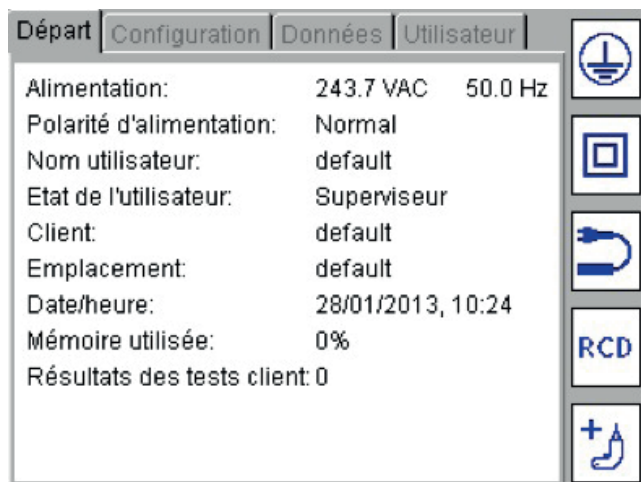 Départ Configuration Données Utilisateur
Alimentation: 243.7 VAC 50.0 Hz
Polarité d'alimentation: Normal
Nom utilisateur: default
Etat de l'utilisateur: Superviseur
Client: default
Emplacement: default
Date/heure: 28/01/2013, 10:24
Mémoire utilisée: 0%
Résultats des tests client: 0
RCD